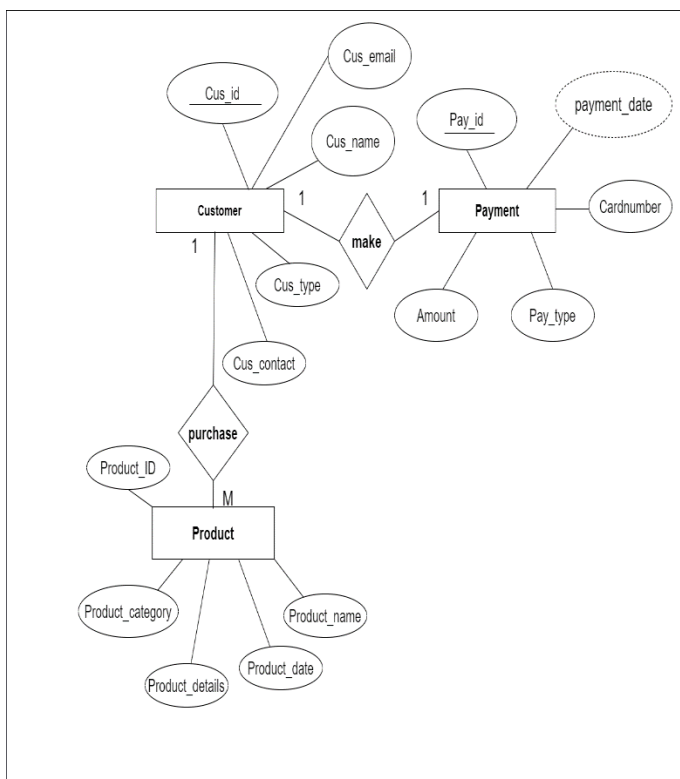 Cus_email
Cus_id
payment_date
Pay_id
Cus_name
Cardnumber
1
1
Customer
Payment
make
1
Cus_type
Amount
Pay_type
Cus_contact
purchase
Product_ID
M
Product
Product_category
Product_name
Product_date
Product_details